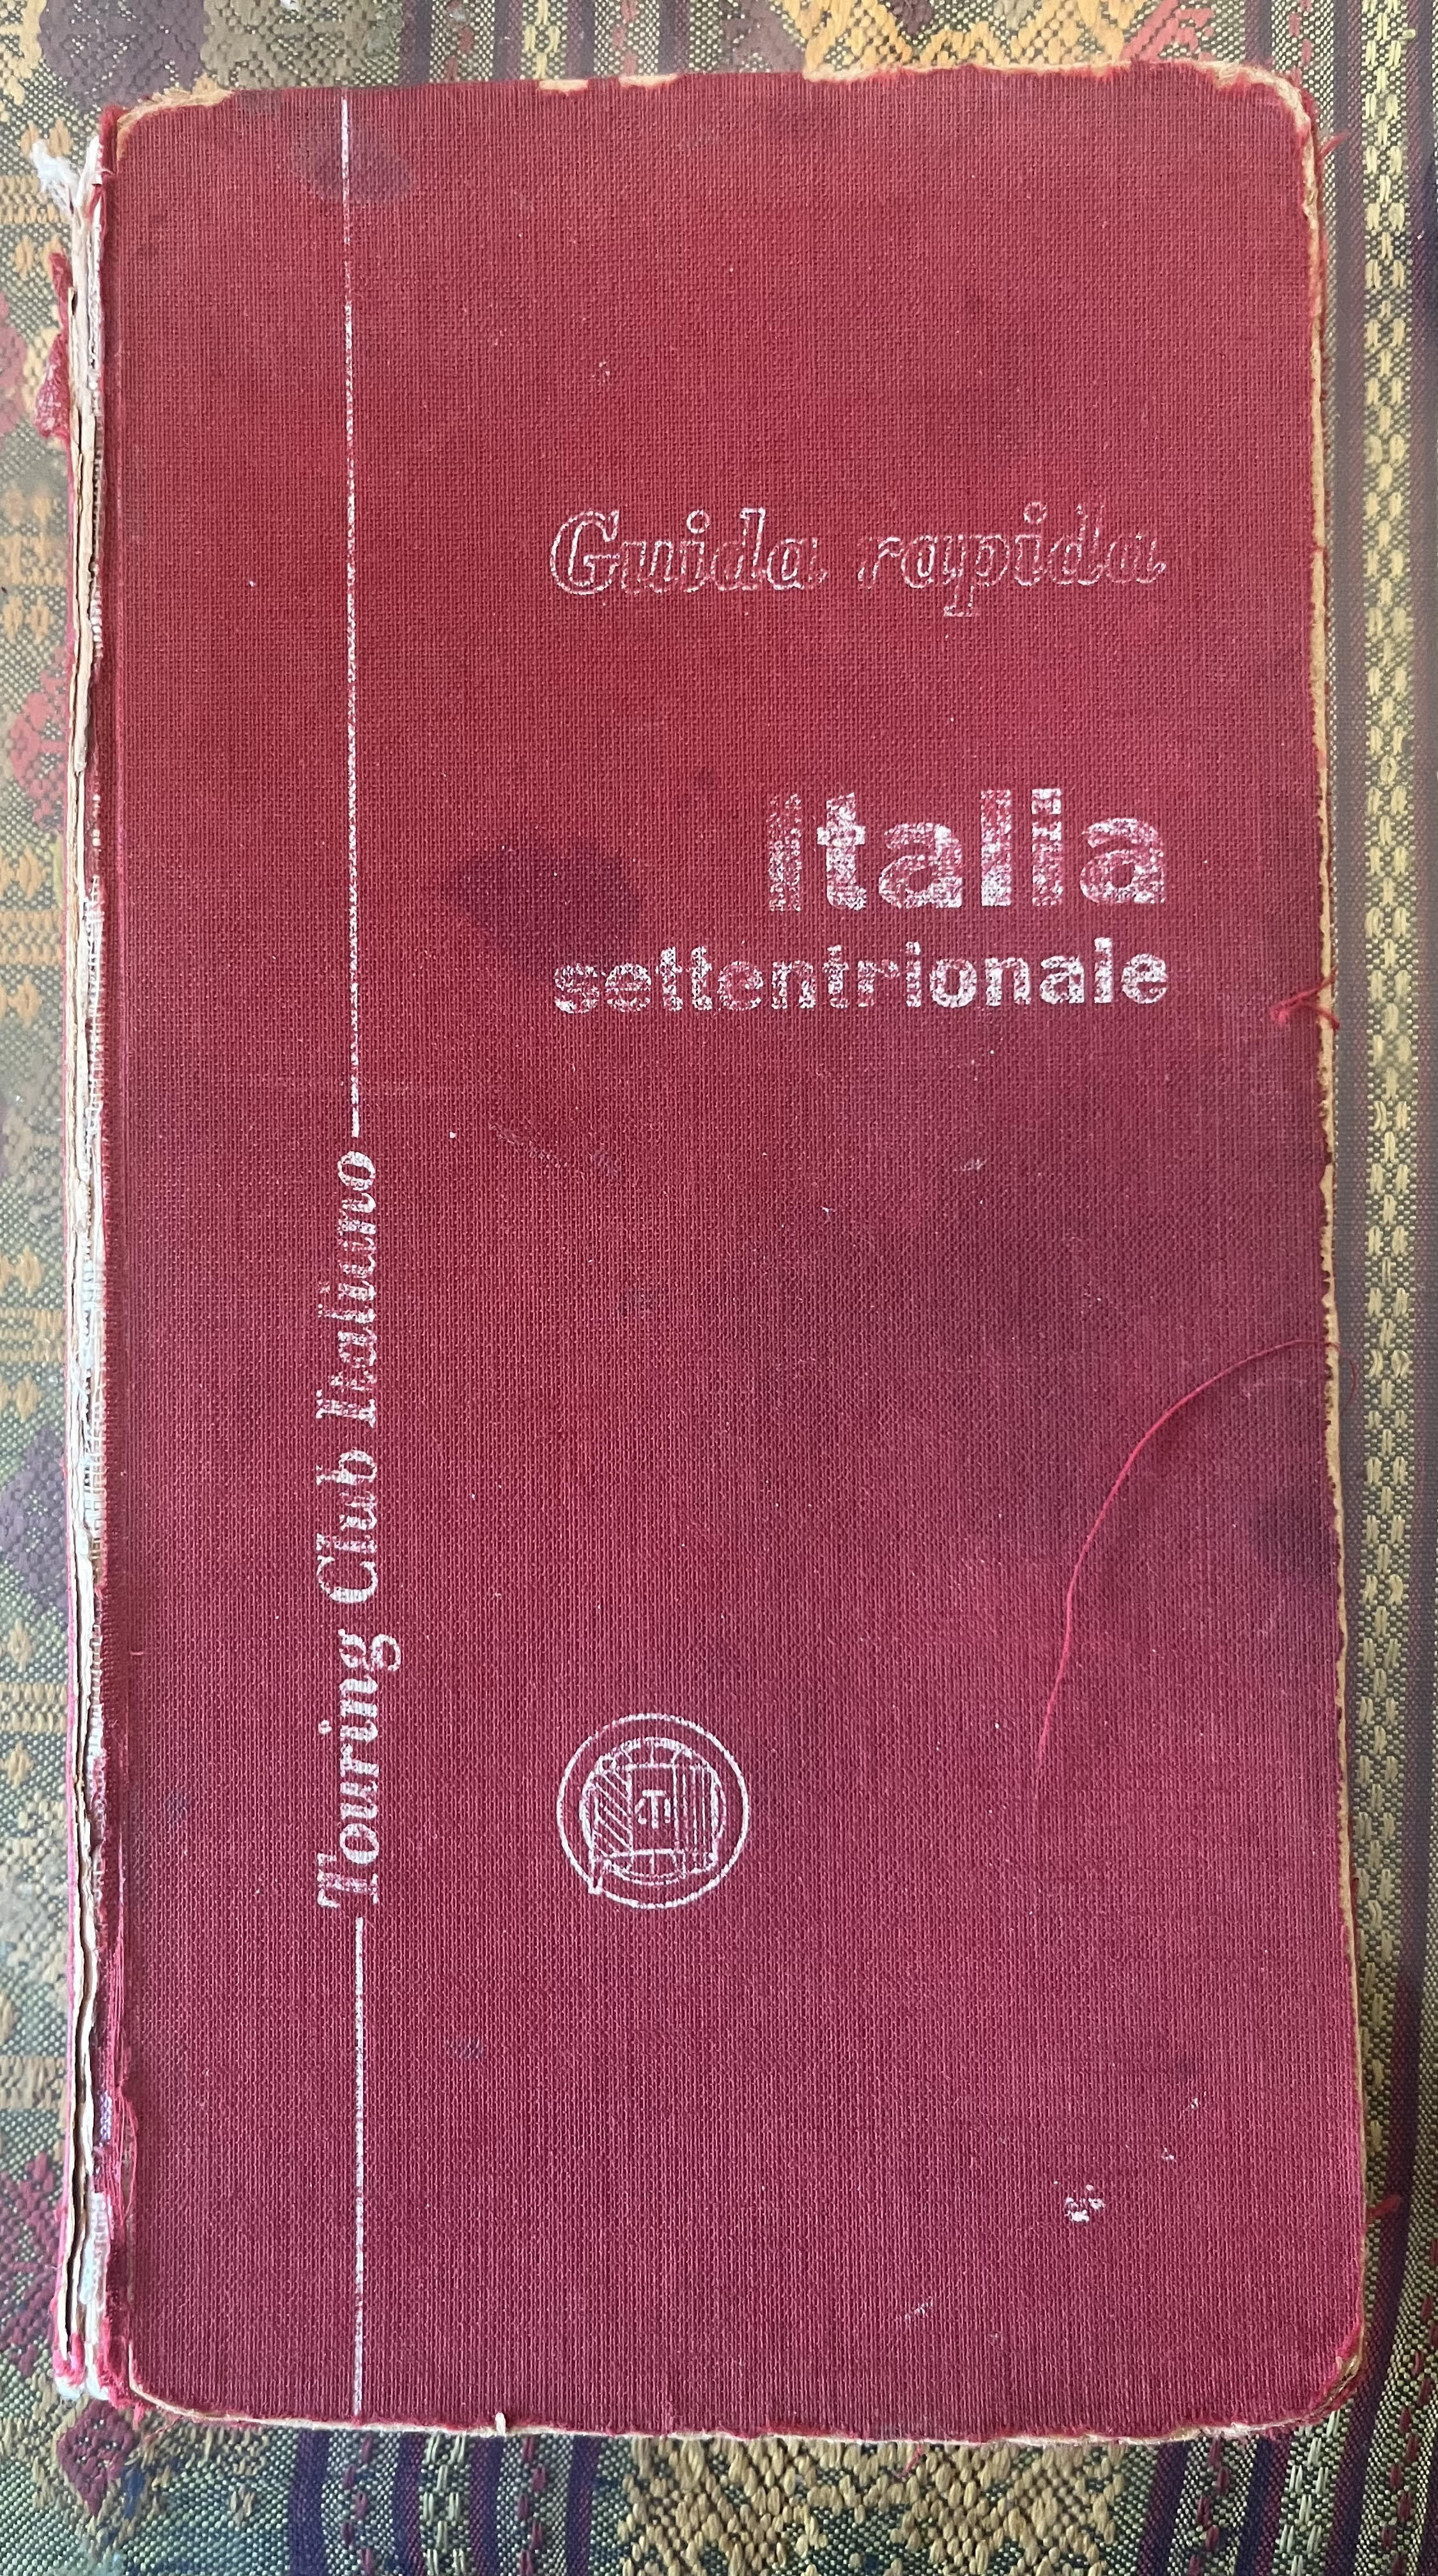 Guida rapida
Italia
settentrionale
Touring Club Italiano